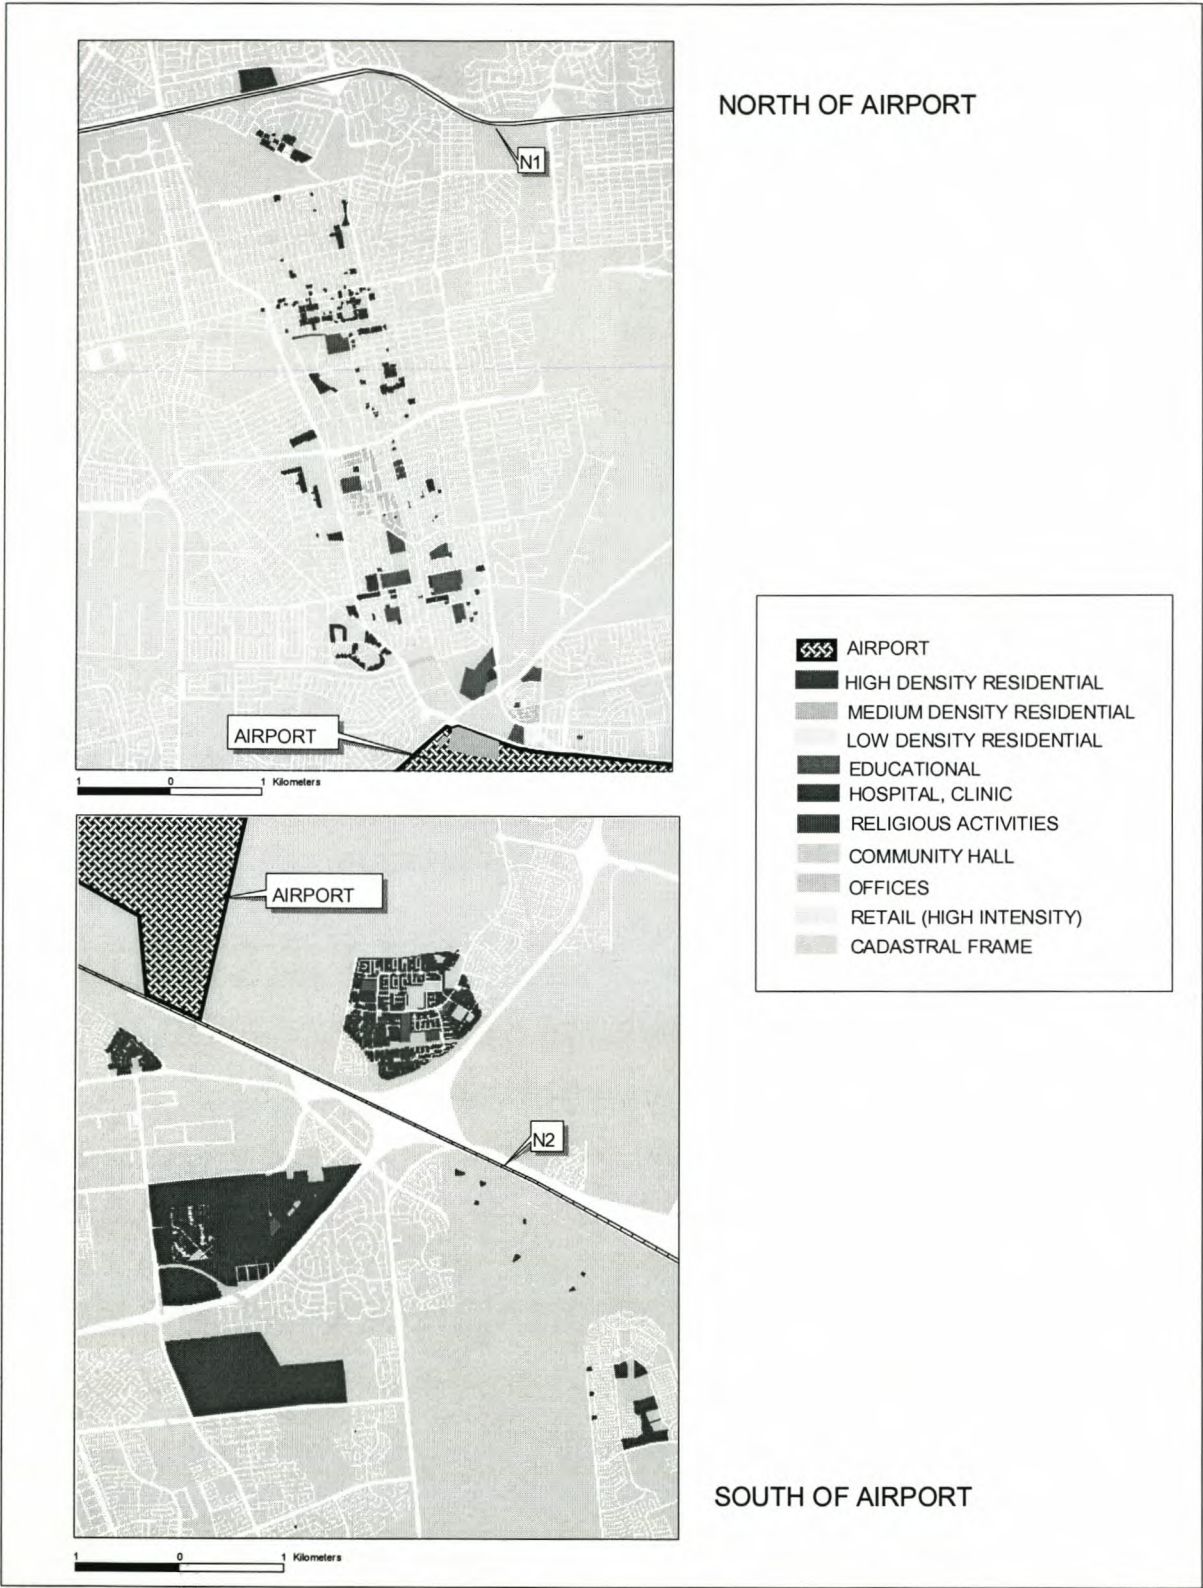 NORTH OF AIRPORT
N1
AIRPORT
1 0 1 Kilometers
AIRPORT
HIGH DENSITY RESIDENTIAL
MEDIUM DENSITY RESIDENTIAL
LOW DENSITY RESIDENTIAL
EDUCATIONAL
HOSPITAL, CLINIC
RELIGIOUS ACTIVITIES
COMMUNITY HALL
OFFICES
RETAIL (HIGH INTENSITY)
CADASTRAL FRAME
AIRPORT
N2
SOUTH OF AIRPORT
1 0 1 Kilometers